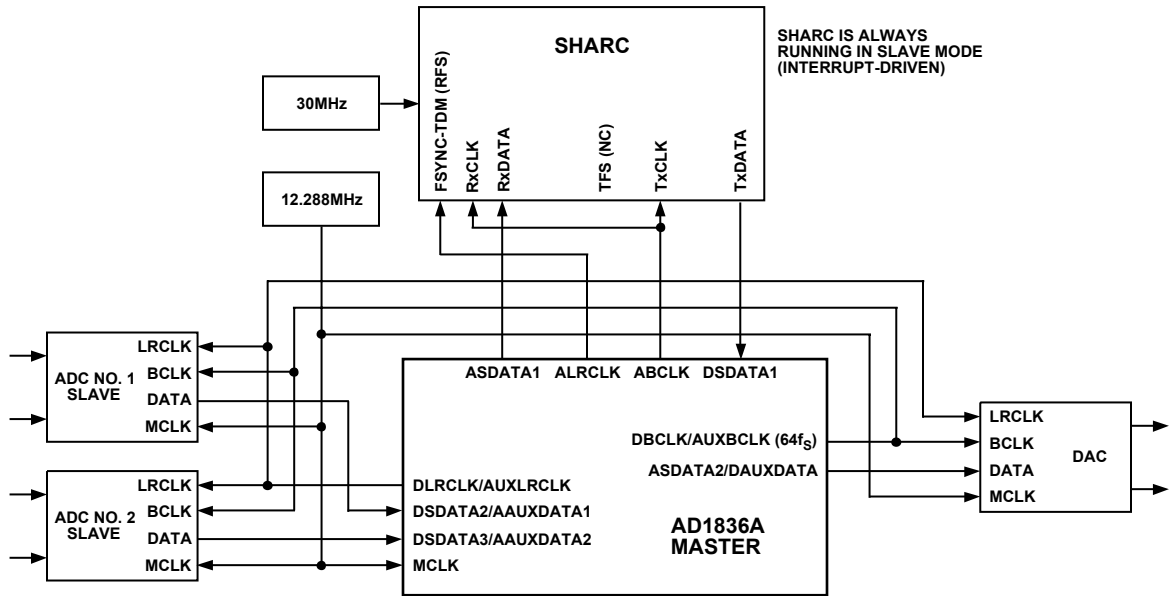 SHARC
SHARC IS ALWAYS
RUNNING IN SLAVE MODE
(INTERRUPT-DRIVEN)
30MHz
12.288MHz
FSYNC-TDM (RFS)
RxCLK
RxDATA
TFS (NC)
TxCLK
TxDATA
ADC NO. 1
SLAVE
LRCLK
BCLK
DATA
MCLK
ADC NO. 2
SLAVE
LRCLK
BCLK
DATA
MCLK
ASDATA1 ALRCLK ABCLK DSDATA1
DBCLK/AUXBCLK (64fS)
ASDATA2/DAUXDATA
DLRCLK/AUXLRCLK
DSDATA2/AAUXDATA1
DSDATA3/AAUXDATA2
MCLK
AD1836A
MASTER
LRCLK
BCLK
DATA
MCLK
DAC